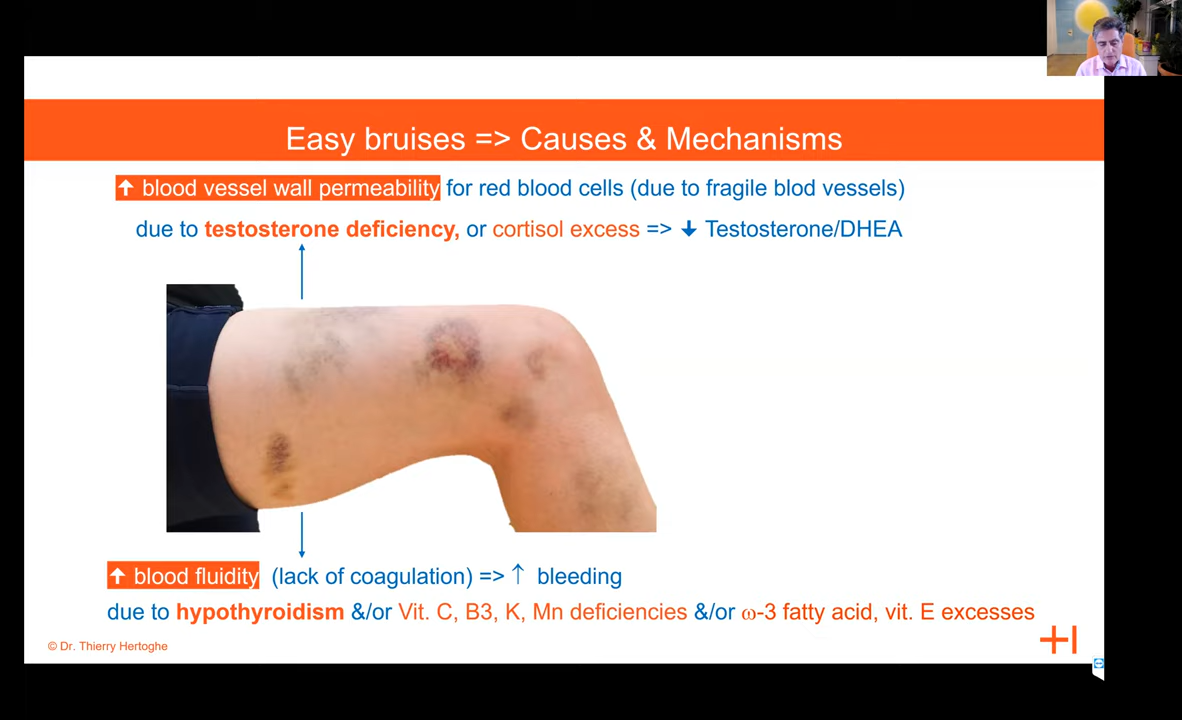 Easy bruises => Causes & Mechanisms
↑ blood vessel wall permeability for red blood cells (due to fragile blod vessels)
due to testosterone deficiency, or cortisol excess => ↓ Testosterone/DHEA
↑ blood fluidity (lack of coagulation) => ↑ bleeding
due to hypothyroidism &/or Vit. C, B3, K, Mn deficiencies &/or ω-3 fatty acid, vit. E excesses
© Dr. Thierry Hertoghe